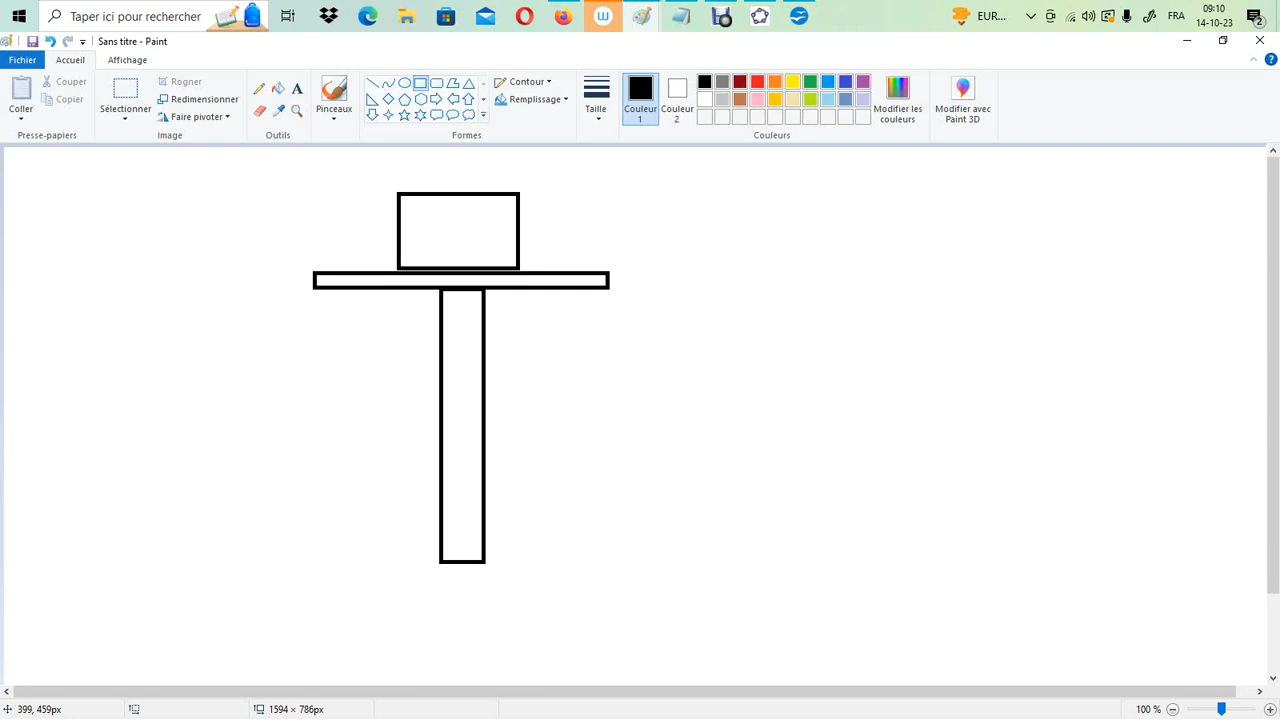 Taper ici pour rechercher
EUR...
FRA
09:10
14-10-23
2
Sans titre - Paint
Fichier
Accueil
Affichage
Coller
Couper
Copier
Presse-papiers
Sélectionner
Rogner
Redimensionner
Faire pivoter
Image
A
Outils
Pinceaux
Contour
Remplissage
Formes
Taille
Couleur
1
Couleur
2
Modifier les
couleurs
Couleurs
Modifier avec
Paint 3D
399, 459px
1594 × 786px
100 %